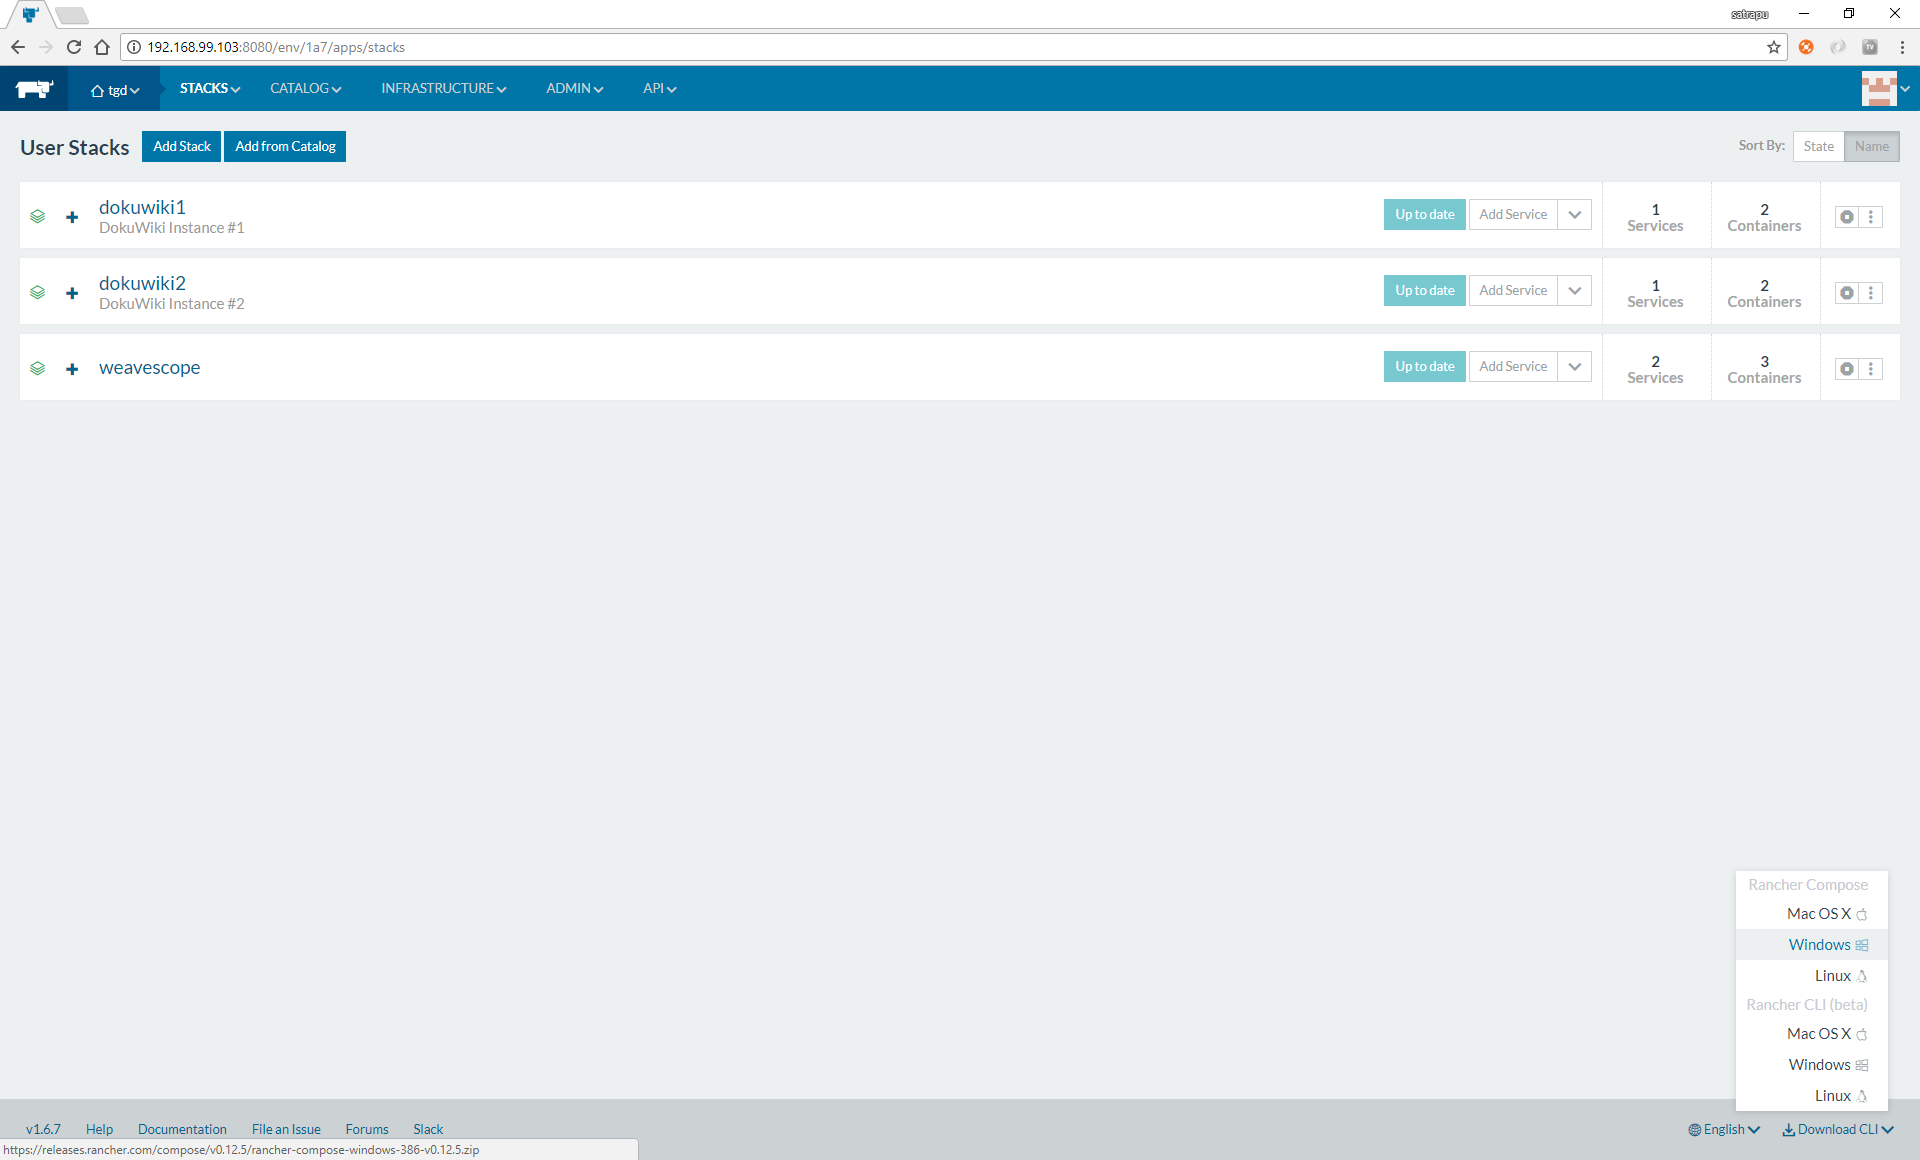 satrapu
192.168.99.103:8080/env/1a7/apps/stacks
TV
tgd STACKS CATALOG INFRASTRUCTURE ADMIN API
User Stacks Add Stack Add from Catalog Sort By: State Name
dokuwiki1
DokuWiki Instance #1
Up to date Add Service 1 Services 2 Containers
dokuwiki2
DokuWiki Instance #2
Up to date Add Service 1 Services 2 Containers
weavescope
Up to date Add Service 2 Services 3 Containers
Rancher Compose
Mac OS X
Windows
Linux
Rancher CLI (beta)
Mac OS X
Windows
Linux
v1.6.7 Help Documentation File an Issue Forums Slack English Download CLI
https://releases.rancher.com/compose/v0.12.5/rancher-compose-windows-386-v0.12.5.zip